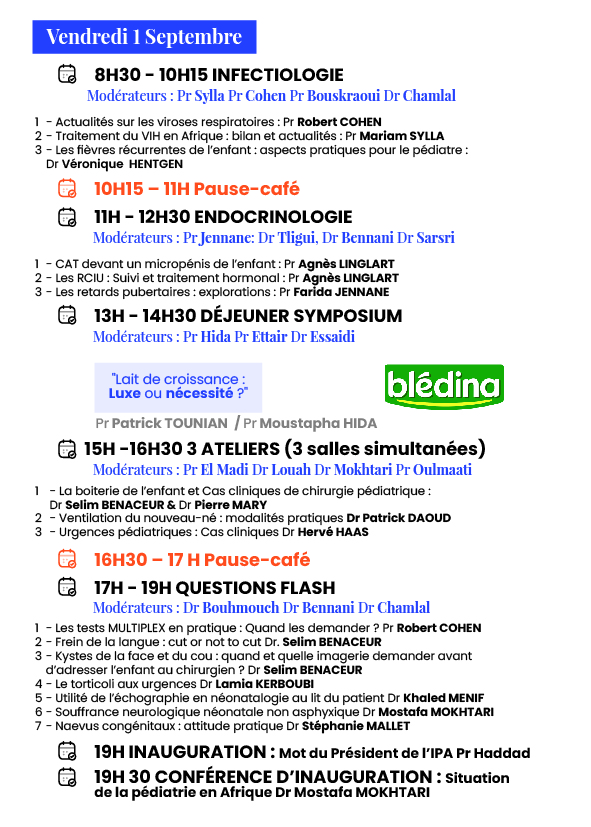 Vendredi 1 Septembre
8H30 - 10H15 INFECTIOLOGIE
Modérateurs : Pr Sylla Pr Cohen Pr Bouskraoui Dr Chamlal
1 - Actualités sur les viroses respiratoires : Pr Robert COHEN
2 - Traitement du VIH en Afrique : bilan et actualités : Pr Mariam SYLLA
3 - Les fièvres récurrentes de l'enfant : aspects pratiques pour le pédiatre :
Dr Véronique HENTGEN
10H15 – 11H Pause-café
11H - 12H30 ENDOCRINOLOGIE
Modérateurs : Pr Jennane: Dr Tligui, Dr Bennani Dr Sarsri
1 - CAT devant un micropénis de l'enfant : Pr Agnès LINGLART
2 - Les RCIU : Suivi et traitement hormonal : Pr Agnès LINGLART
3 - Les retards pubertaires : explorations : Pr Farida JENNANE
13H - 14H30 DÉJEUNER SYMPOSIUM
Modérateurs : Pr Hida Pr Ettair Dr Essaidi
"Lait de croissance :
Luxe ou nécessité ?"
blédina
Pr Patrick TOUNIAN / Pr Moustapha HIDA
15H -16H30 3 ATELIERS (3 salles simultanées)
Modérateurs : Pr El Madi Dr Louah Dr Mokhtari Pr Oulmaati
1 - La boiterie de l'enfant et Cas cliniques de chirurgie pédiatrique :
Dr Selim BENACEUR & Dr Pierre MARY
2 - Ventilation du nouveau-né : modalités pratiques Dr Patrick DAOUD
3 - Urgences pédiatriques : Cas cliniques Dr Hervé HAAS
16H30 – 17 H Pause-café
17H - 19H QUESTIONS FLASH
Modérateurs : Dr Bouhmouch Dr Bennani Dr Chamlal
1 - Les tests MULTIPLEX en pratique : Quand les demander ? Pr Robert COHEN
2 - Frein de la langue : cut or not to cut Dr. Selim BENACEUR
3 - Kystes de la face et du cou : quand et quelle imagerie demander avant
d'adresser l'enfant au chirurgien ? Dr Selim BENACEUR
4 - Le torticoli aux urgences Dr Lamia KERBOUBI
5 - Utilité de l'échographie en néonatalogie au lit du patient Dr Khaled MENIF
6 - Souffrance neurologique néonatale non asphyxique Dr Mostafa MOKHTARI
7 - Naevus congénitaux : attitude pratique Dr Stéphanie MALLET
19H INAUGURATION : Mot du Président de l'IPA Pr Haddad
19H 30 CONFÉRENCE D'INAUGURATION : Situation
de la pédiatrie en Afrique Dr Mostafa MOKHTARI